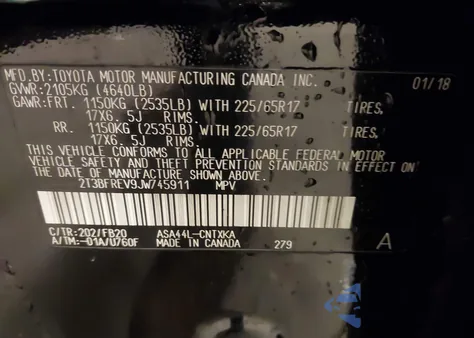 MFD.BY:TOYOTA MOTOR MANUFACTURING CANADA INC. 01/18
GVWR:2105KG (4640LB)
GAWR:FRT. 1150KG (2535LB) WITH 225/65R17 TIRES,
17X6.5J RIMS.
RR. 1150KG (2535LB) WITH 225/65R17 TIRES,
17X6.5J RIMS.
THIS VEHICLE CONFORMS TO ALL APPLICABLE FEDERAL MOTOR
VEHICLE SAFETY AND THEFT PREVENTION STANDARDS IN EFFECT ON
THE DATE OF MANUFACTURE SHOWN ABOVE.
2T3BFREV9JW745911 MPV
C/TR:202/FB20 ASA44L-CNTXKA
A/TM:-01A/U760F MADE IN CANADA 279 A